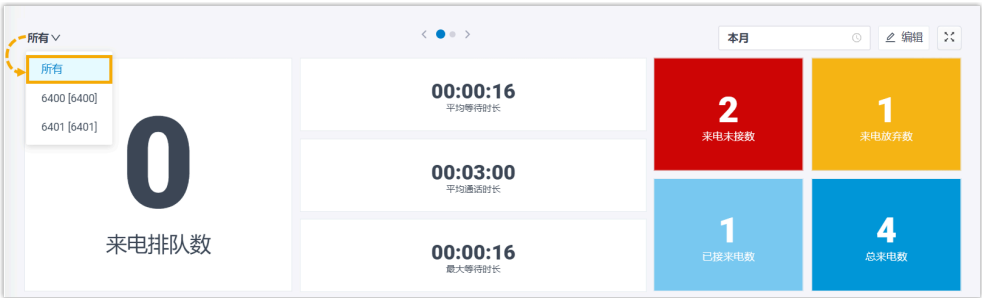 所有
本月
编辑
所有
6400 [6400]
6401 [6401]
0
来电排队数
00:00:16
平均等待时长
00:03:00
平均通话时长
00:00:16
最大等待时长
2
来电未接数
1
来电放弃数
1
已接来电数
4
总来电数